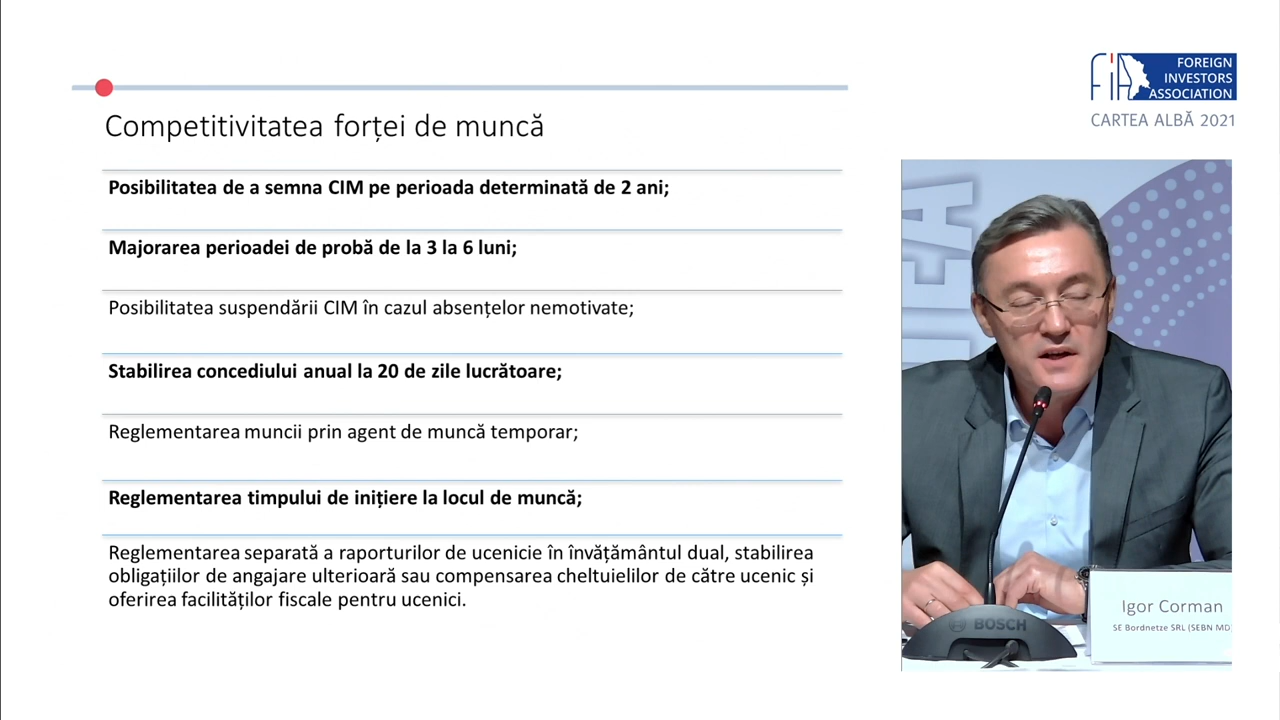 FiA
FOREIGN
INVESTORS
ASSOCIATION
CARTEA ALBĂ 2021
Competitivitatea forței de muncă
Posibilitatea de a semna CIM pe perioada determinată de 2 ani;
Majorarea perioadei de probă de la 3 la 6 luni;
Posibilitatea suspendării CIM în cazul absențelor nemotivate;
Stabilirea concediului anual la 20 de zile lucrătoare;
Reglementarea muncii prin agent de muncă temporar;
Reglementarea timpului de inițiere la locul de muncă;
Reglementarea separată a raporturilor de ucenicie în învățământul dual, stabilirea
obligațiilor de angajare ulterioară sau compensarea cheltuielilor de către ucenic și
oferirea facilităților fiscale pentru ucenici.
BOSCH
Igor Corman
SE Bordnetze SRL (SEBN MD)